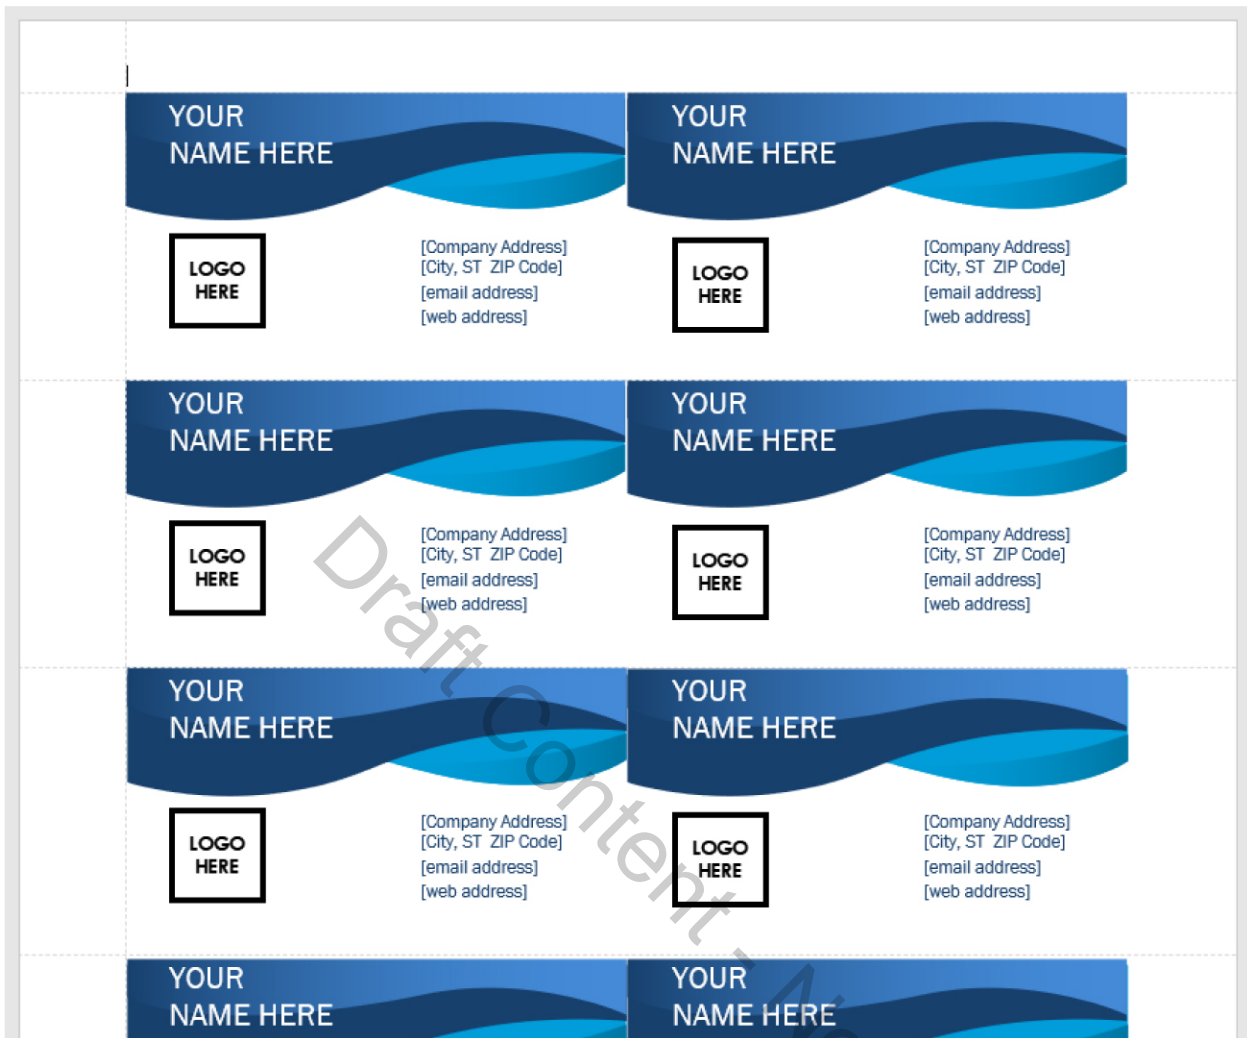 YOUR
NAME HERE
LOGO
HERE
[Company Address]
[City, ST  ZIP Code]
[email address]
[web address]
YOUR
NAME HERE
LOGO
HERE
[Company Address]
[City, ST  ZIP Code]
[email address]
[web address]
YOUR
NAME HERE
LOGO
HERE
[Company Address]
[City, ST  ZIP Code]
[email address]
[web address]
YOUR
NAME HERE
LOGO
HERE
[Company Address]
[City, ST  ZIP Code]
[email address]
[web address]
YOUR
NAME HERE
LOGO
HERE
[Company Address]
[City, ST  ZIP Code]
[email address]
[web address]
YOUR
NAME HERE
LOGO
HERE
[Company Address]
[City, ST  ZIP Code]
[email address]
[web address]
YOUR
NAME HERE
YOUR
NAME HERE
Draft Content -